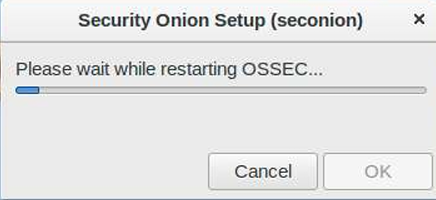 Security Onion Setup (seconion) ×
Please wait while restarting OSSEC...
Cancel OK